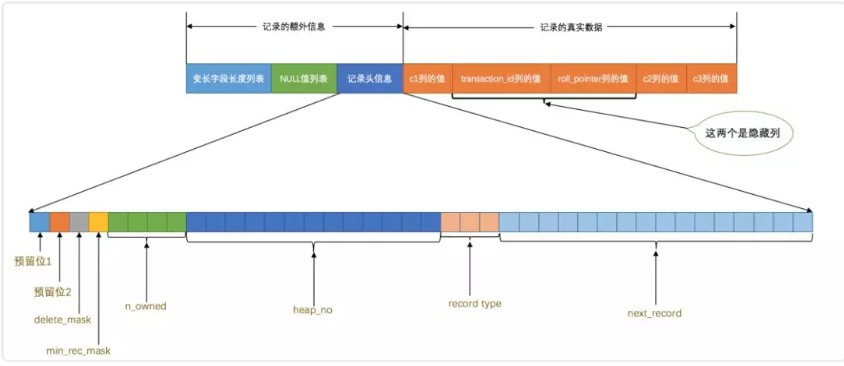 记录的额外信息
记录的真实数据
变长字段长度列表
NULL值列表
记录头信息
c1列的值
transaction_id列的值
roll_pointer列的值
c2列的值
c3列的值
这两个是隐藏列
预留位1
预留位2
delete_mask
min_rec_mask
n_owned
heap_no
record type
next_record